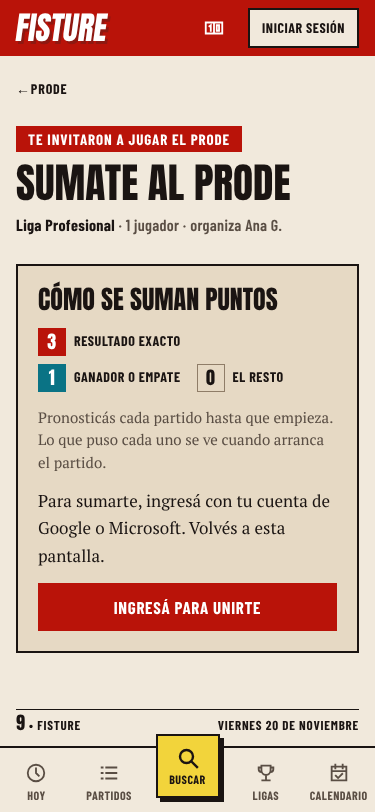 FISTURE
INICIAR SESIÓN
←PRODE
TE INVITARON A JUGAR EL PRODE
SUMATE AL PRODE
Liga Profesional · 1 jugador · organiza Ana G.
CÓMO SE SUMAN PUNTOS
3 RESULTADO EXACTO
1 GANADOR O EMPATE 0 EL RESTO
Pronosticás cada partido hasta que empieza.
Lo que puso cada uno se ve cuando arranca
el partido.
Para sumarte, ingresá con tu cuenta de
Google o Microsoft. Volvés a esta
pantalla.
INGRESÁ PARA UNIRTE
9 · FISTURE VIERNES 20 DE NOVIEMBRE
HOY PARTIDOS BUSCAR LIGAS CALENDARIO